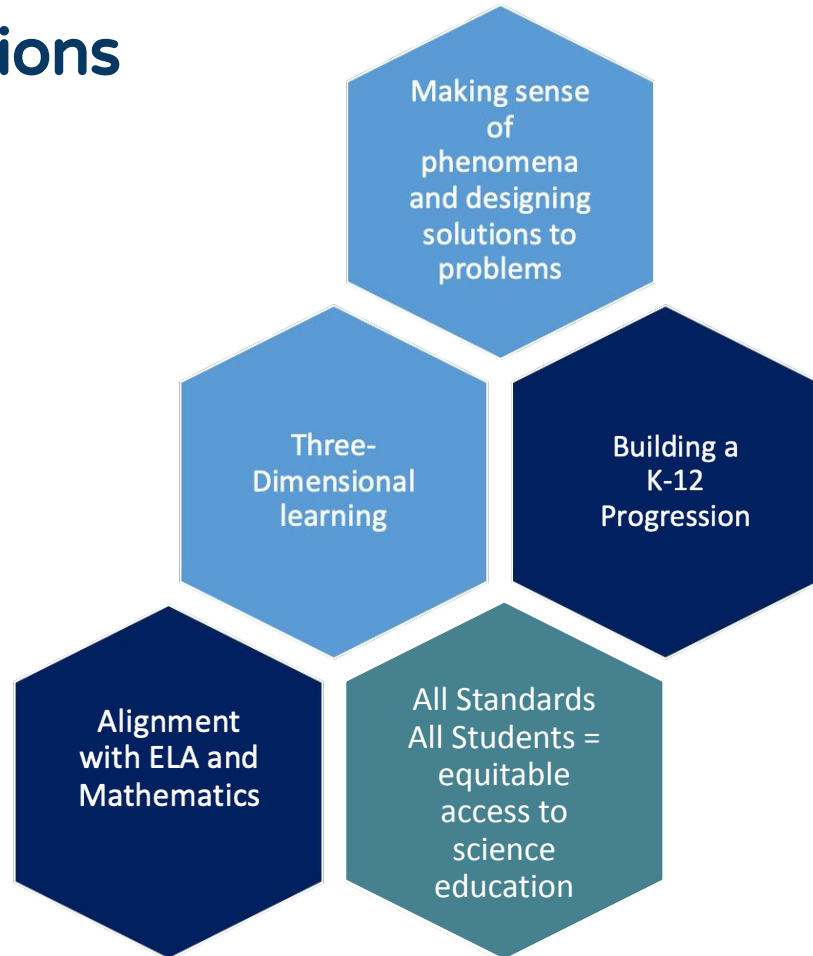 ions
Making sense
of
phenomena
and designing
solutions to
problems
Three-
Dimensional
learning
Building a
K-12
Progression
Alignment
with ELA and
Mathematics
All Standards
All Students =
equitable
access to
science
education